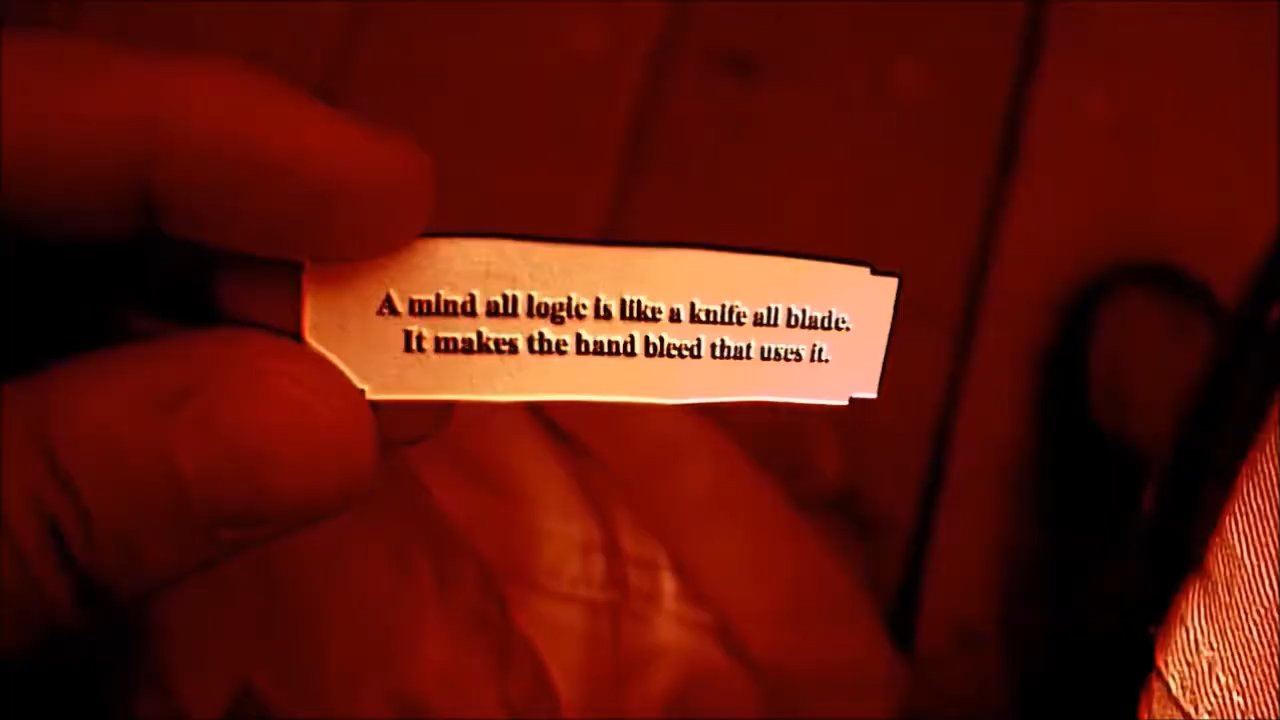 A mind all logic is like a knife all blade.
It makes the hand bleed that uses it.